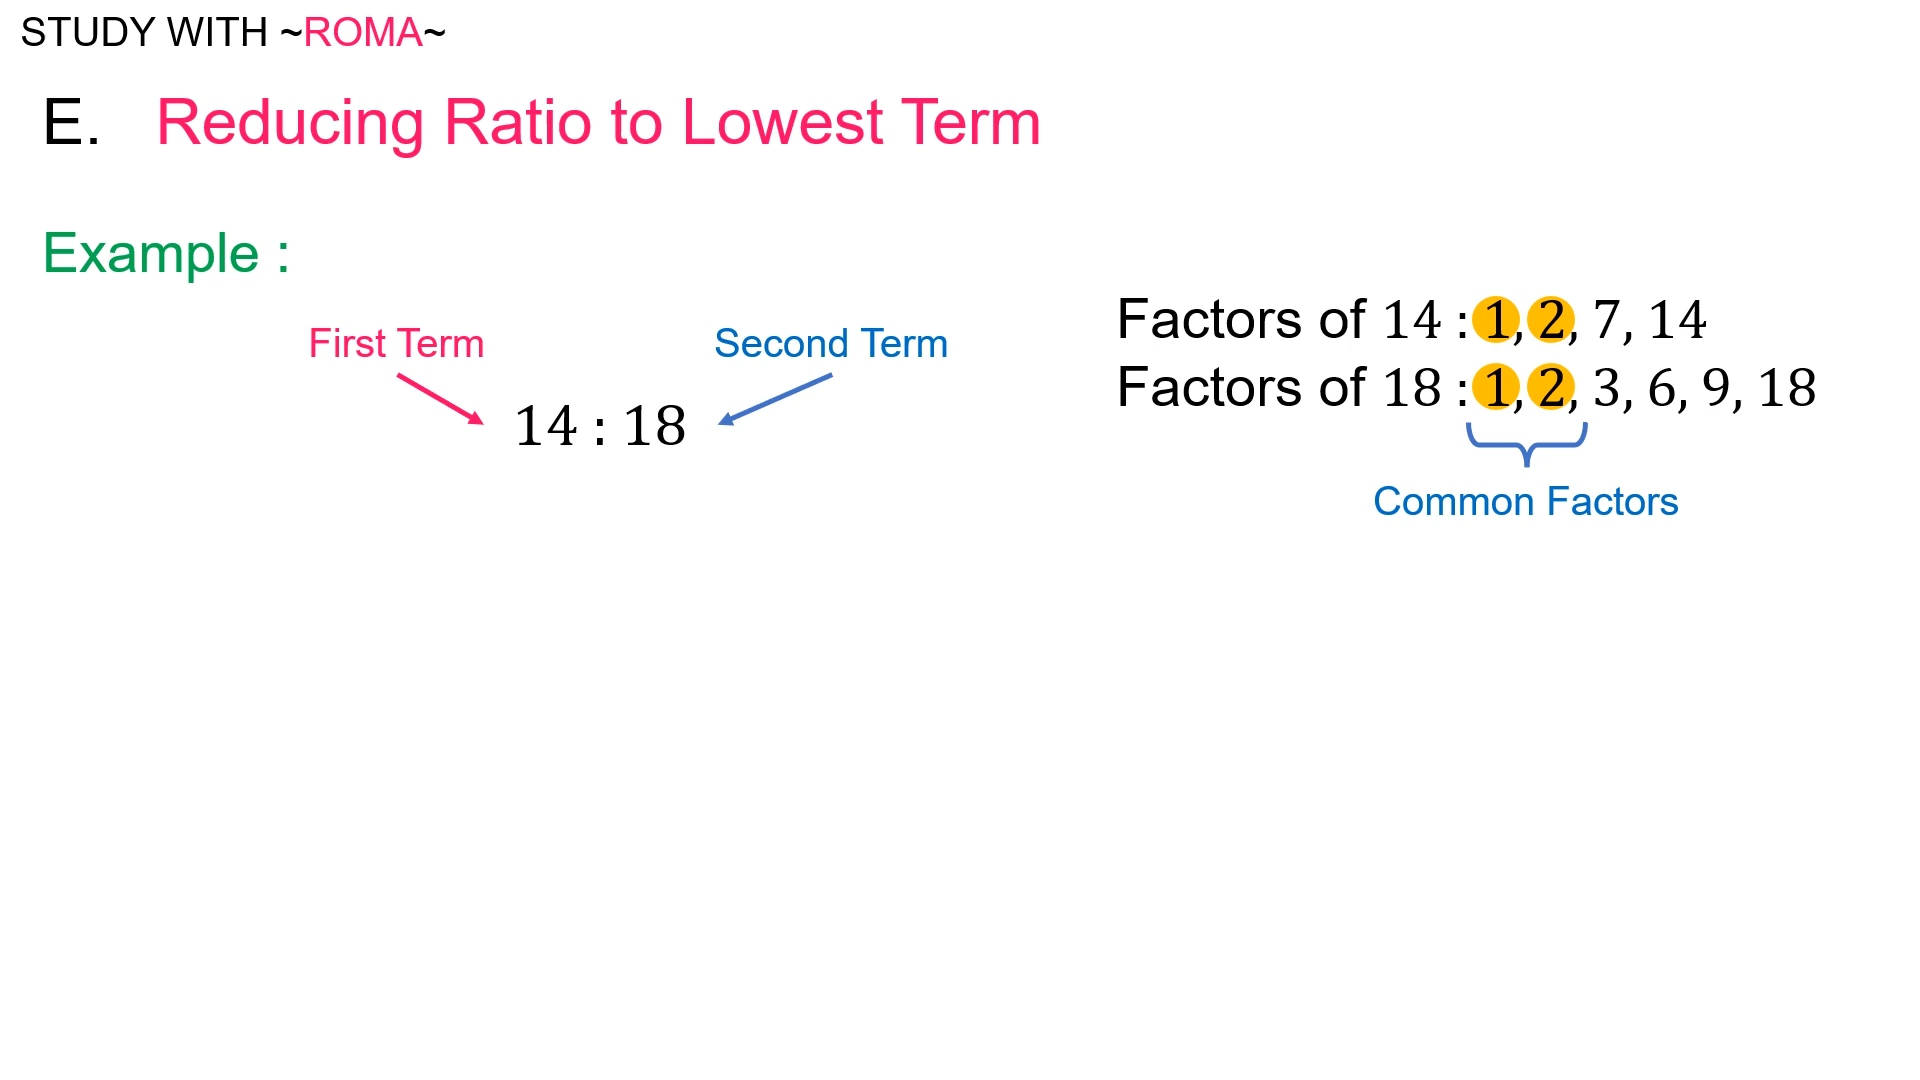 STUDY WITH ~ROMA~
E. Reducing Ratio to Lowest Term
Example :
First Term
Second Term
14 : 18
Factors of 14 : 1, 2, 7, 14
Factors of 18 : 1, 2, 3, 6, 9, 18
Common Factors